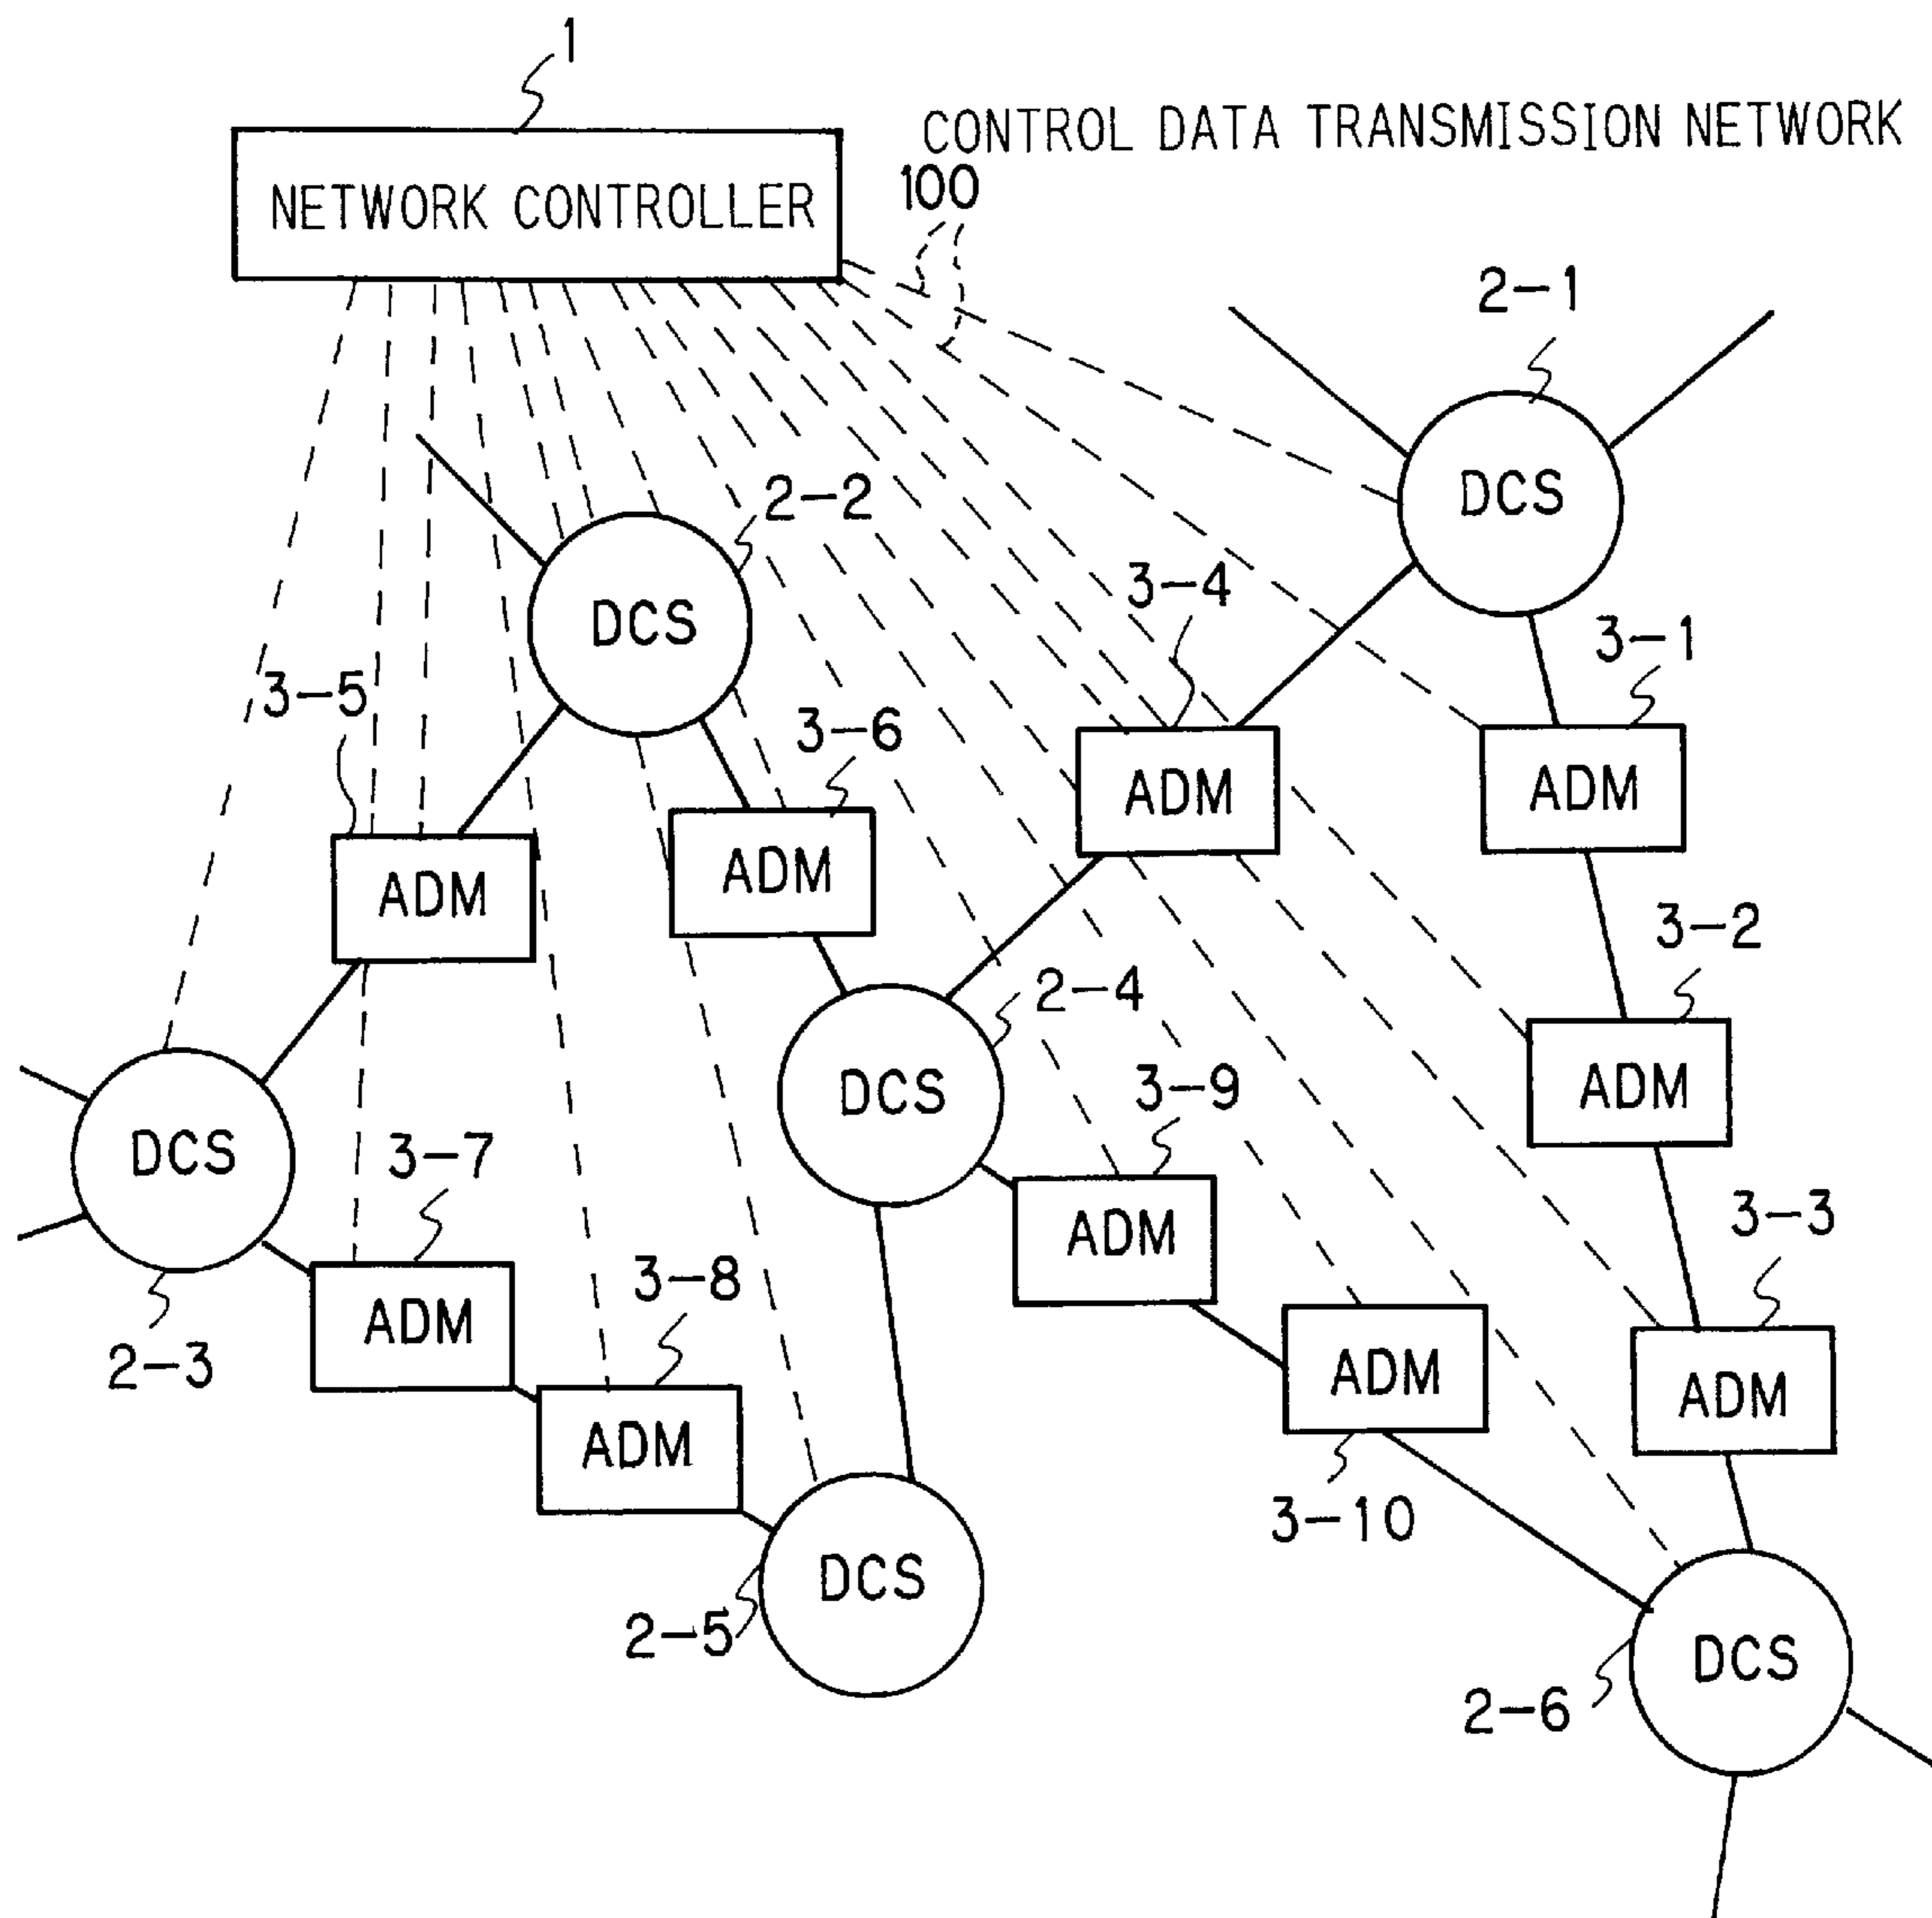 1
CONTROL DATA TRANSMISSION NETWORK
NETWORK CONTROLLER
100
2-1
DCS
2-2
3-4
DCS
3-1
3-5
3-6
ADM
ADM
ADM
ADM
3-2
2-4
DCS
3-9
ADM
DCS
3-7
3-3
ADM
3-8
ADM
ADM
2-3
ADM
ADM
ADM
3-10
DCS
2-5
DCS
2-6